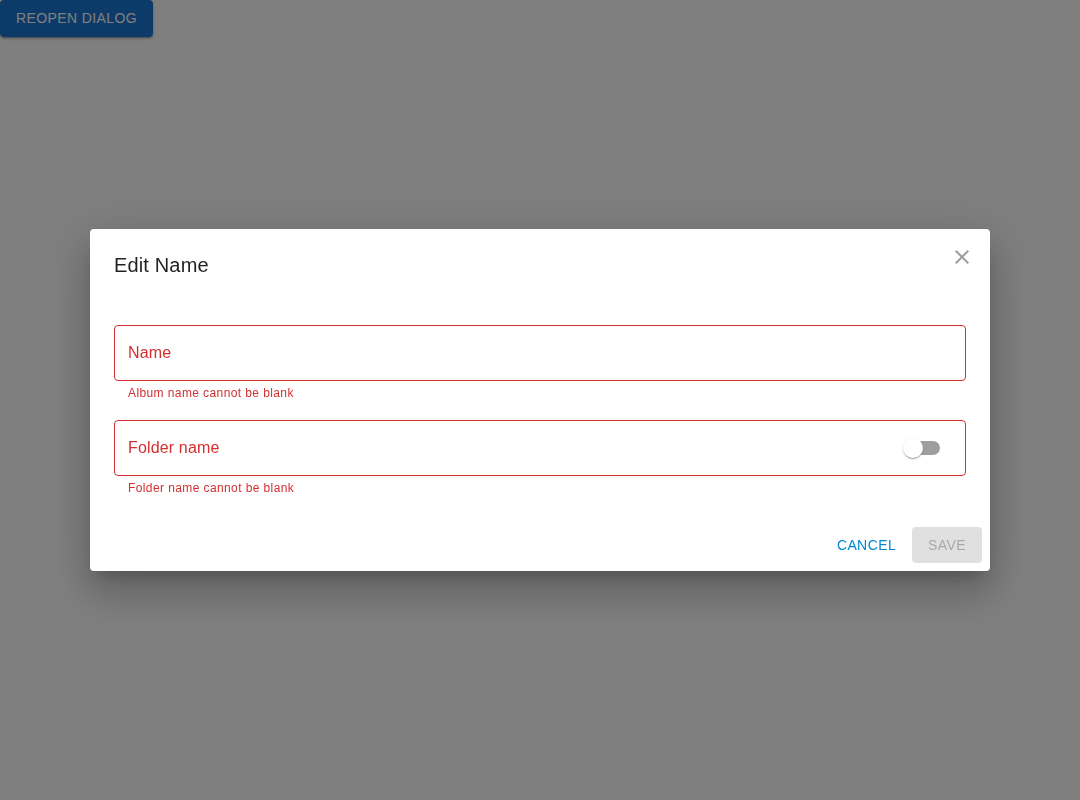 REOPEN DIALOG
Edit Name
Name
Album name cannot be blank
Folder name
Folder name cannot be blank
CANCEL
SAVE